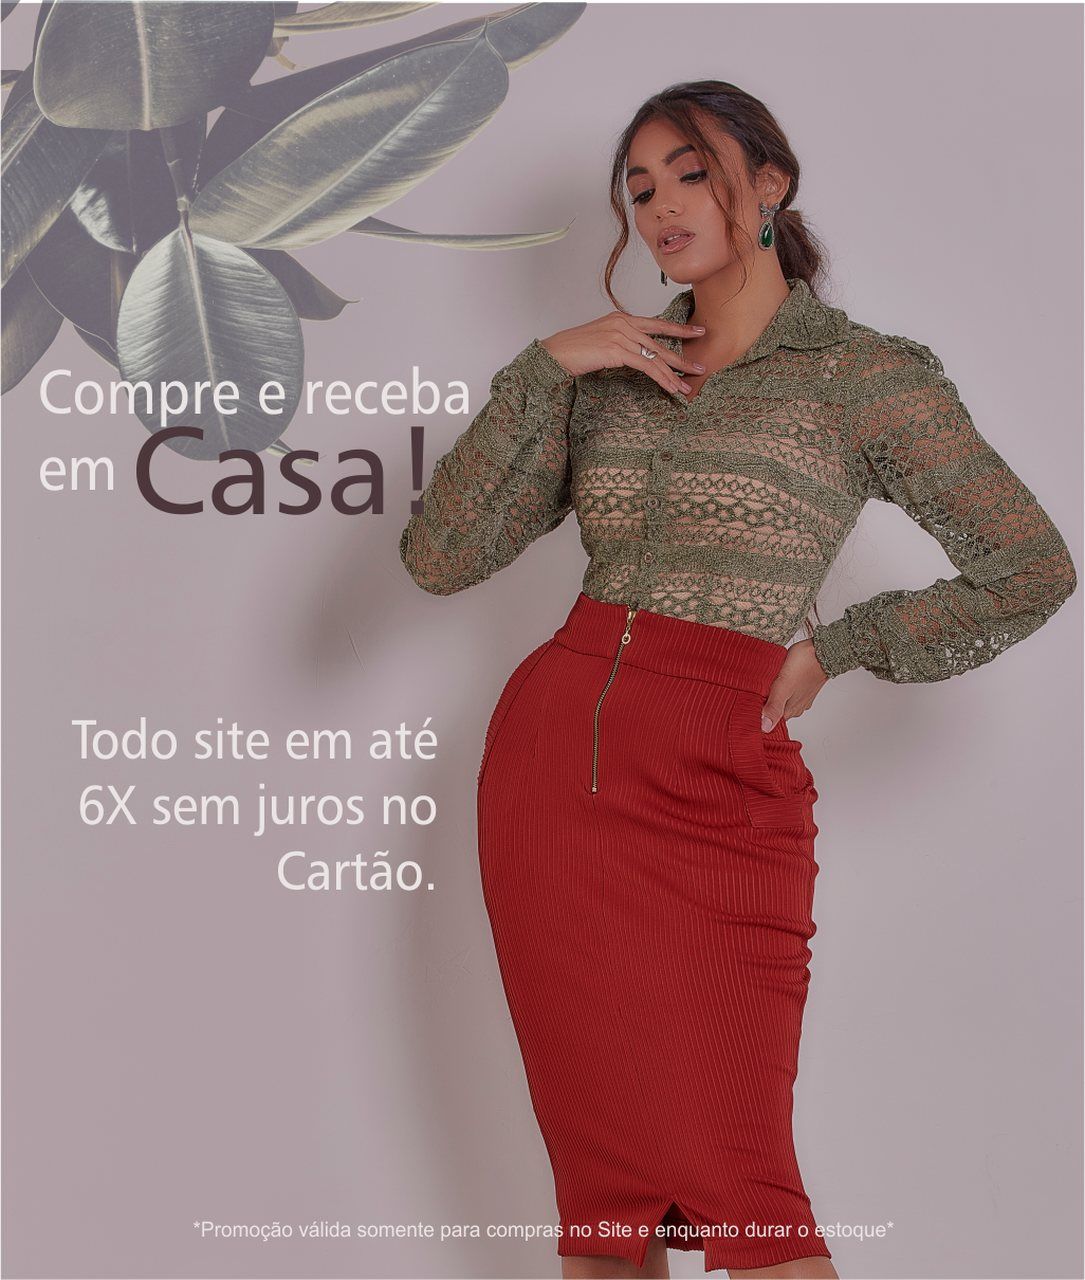 Compre e receba
em Casa!
Todo site em até
6X sem juros no
Cartão.
*Promoção válida somente para compras no Site e enquanto durar o estoque*